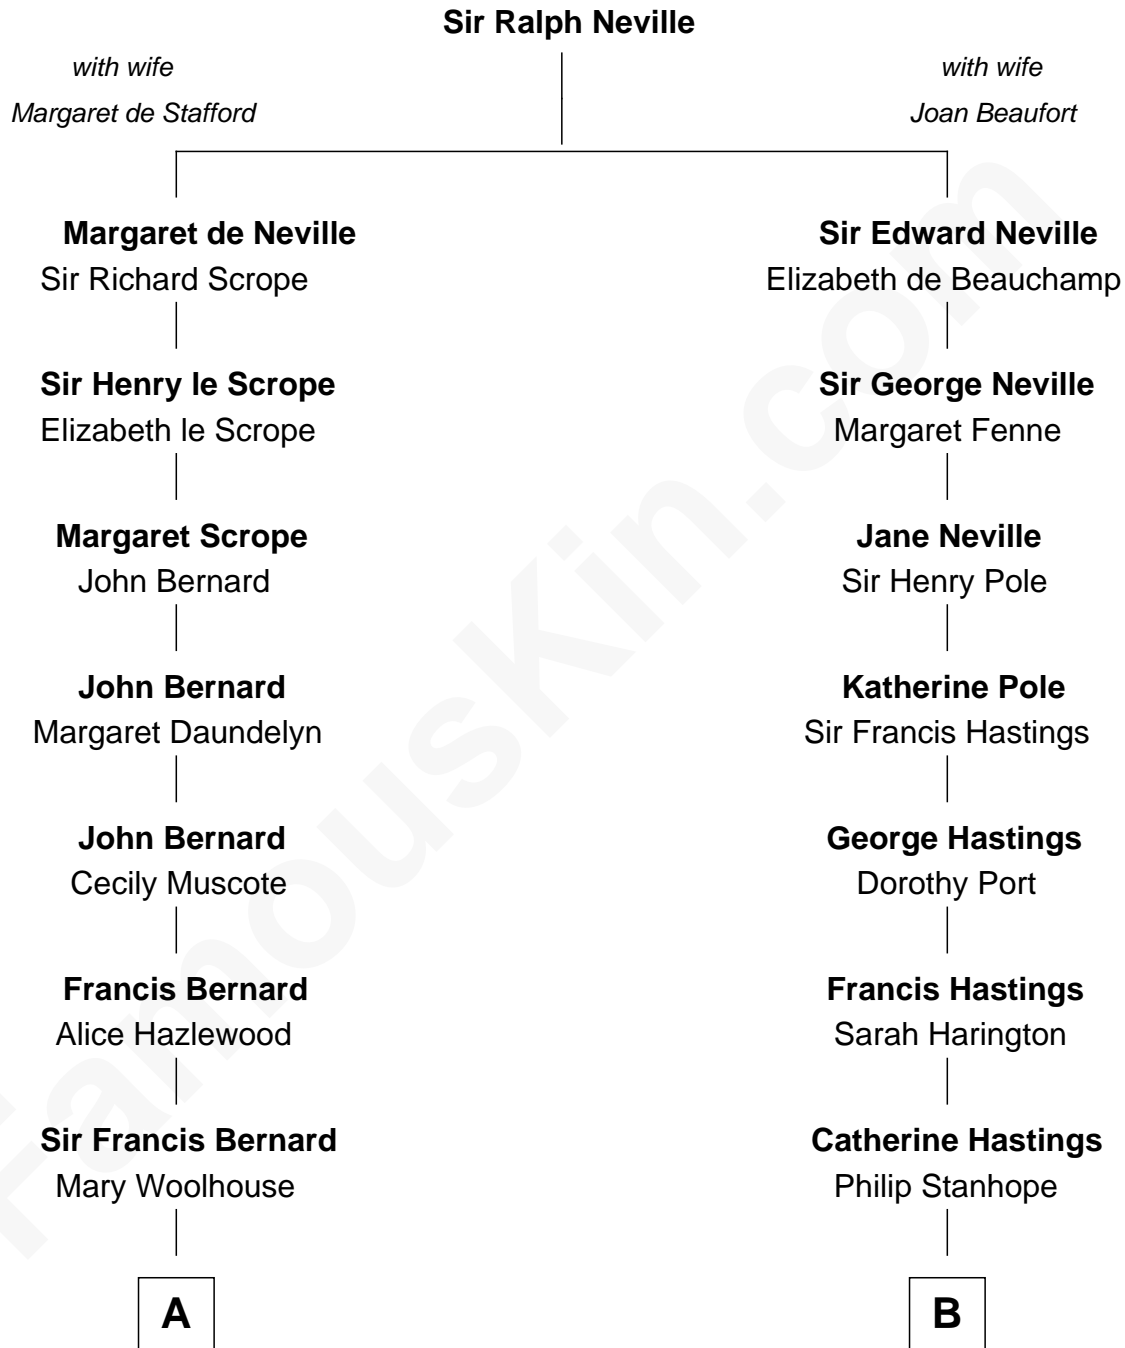 Sir Ralph Neville
with wife
Margaret de Stafford
with wife
Joan Beaufort
Margaret de Neville
Sir Richard Scrope
Sir Edward Neville
Elizabeth de Beauchamp
Sir Henry le Scrope
Elizabeth le Scrope
Sir George Neville
Margaret Fenne
Margaret Scrope
John Bernard
Jane Neville
Sir Henry Pole
John Bernard
Margaret Daundelyn
Katherine Pole
Sir Francis Hastings
John Bernard
Cecily Muscote
George Hastings
Dorothy Port
Francis Bernard
Alice Hazlewood
Francis Hastings
Sarah Harington
Sir Francis Bernard
Mary Woolhouse
Catherine Hastings
Philip Stanhope
A
B
FamousKin.com